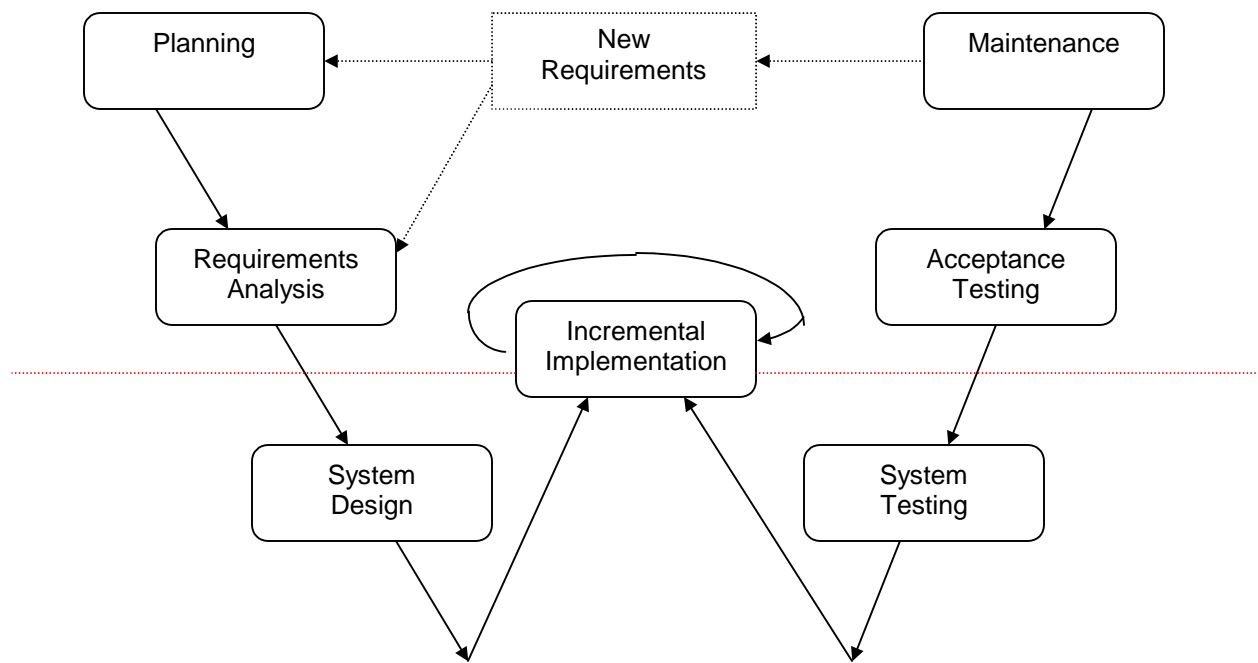 Planning
New
Requirements
Maintenance
Requirements
Analysis
Incremental
Implementation
Acceptance
Testing
System
Design
System
Testing